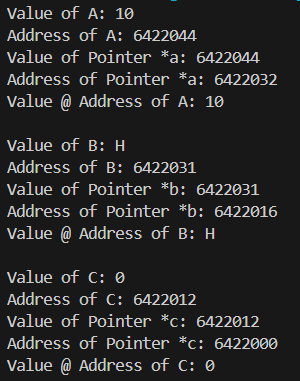 Value of A: 10
Address of A: 6422044
Value of Pointer *a: 6422044
Address of Pointer *a: 6422032
Value @ Address of A: 10

Value of B: H
Address of B: 6422031
Value of Pointer *b: 6422031
Address of Pointer *b: 6422016
Value @ Address of B: H

Value of C: 0
Address of C: 6422012
Value of Pointer *c: 6422012
Address of Pointer *c: 6422000
Value @ Address of C: 0